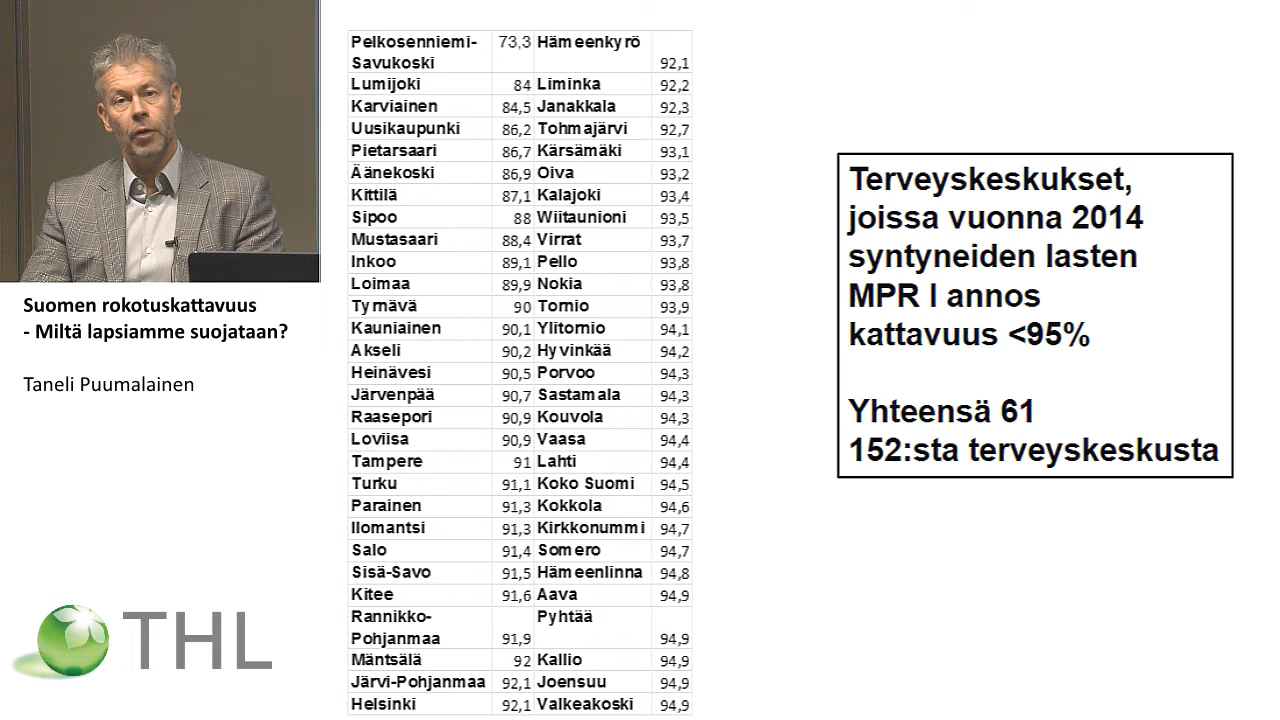 Suomen rokotuskattavuus
- Miltä lapsiamme suojataan?
Taneli Puumalainen
THL
Pelkosenniemi-
Savukoski 73,3 Hämeenkyrö 92,1
Lumijoki 84 Liminka 92,2
Karviainen 84,5 Janakkala 92,3
Uusikaupunki 86,2 Tohmajärvi 92,7
Pietarsaari 86,7 Kärsämäki 93,1
Äänekoski 86,9 Oiva 93,2
Kittilä 87,1 Kalajoki 93,4
Sipoo 88 Wiitaunioni 93,5
Mustasaari 88,4 Virrat 93,7
Inkoo 89,1 Pello 93,8
Loimaa 89,9 Nokia 93,8
Tyrnävä 90 Tornio 93,9
Kauniainen 90,1 Ylitornio 94,1
Akseli 90,2 Hyvinkää 94,2
Heinävesi 90,5 Porvoo 94,3
Järvenpää 90,7 Sastamala 94,3
Raasepori 90,9 Kouvola 94,3
Loviisa 90,9 Vaasa 94,4
Tampere 91 Lahti 94,4
Turku 91,1 Koko Suomi 94,5
Parainen 91,3 Kokkola 94,6
Ilomantsi 91,3 Kirkkonummi 94,7
Salo 91,4 Somero 94,7
Sisä-Savo 91,5 Hämeenlinna 94,8
Kitee 91,6 Aava 94,9
Rannikko-
Pohjanmaa 91,9 Pyhtää 94,9
Mäntsälä 92 Kallio 94,9
Järvi-Pohjanmaa 92,1 Joensuu 94,9
Helsinki 92,1 Valkeakoski 94,9
Terveyskeskukset,
joissa vuonna 2014
syntyneiden lasten
MPR I annos
kattavuus <95%
Yhteensä 61
152:sta terveyskeskusta